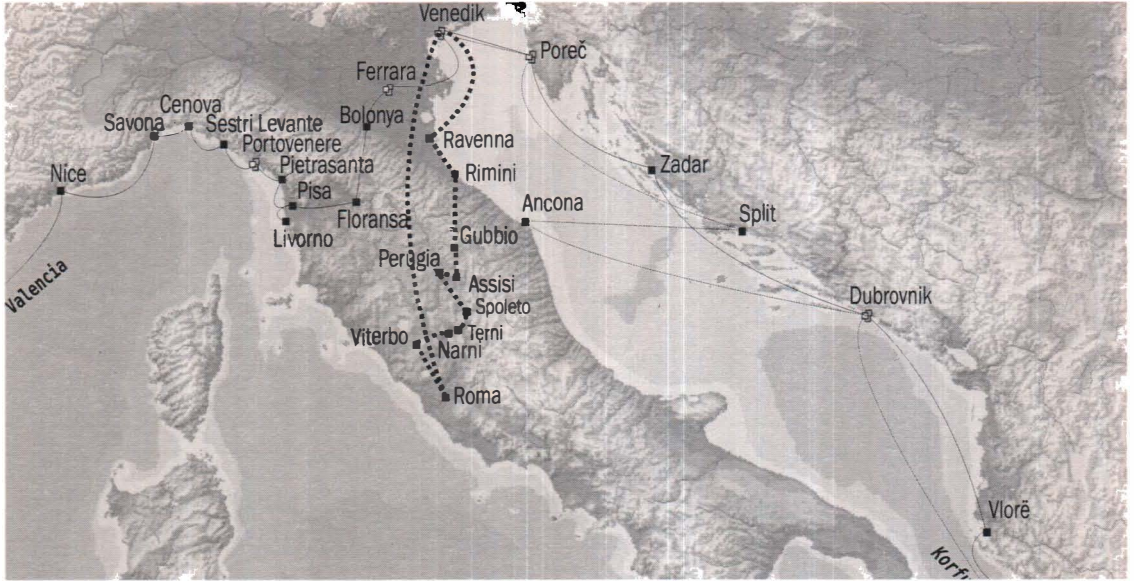 Venedik
Poreč
Ferrara
Cenova
Savona
Sestri Levante
Bolonya
Portovenere
Ravenna
Nice
Pietrasanta
Rimini
Zadar
Pisa
Floransa
Ancona
Split
Livorno
Gubbio
Perugia
Assisi
Valencia
Spoleto
Dubrovnik
Terni
Viterbo
Narni
Roma
Vlorë
Korfu